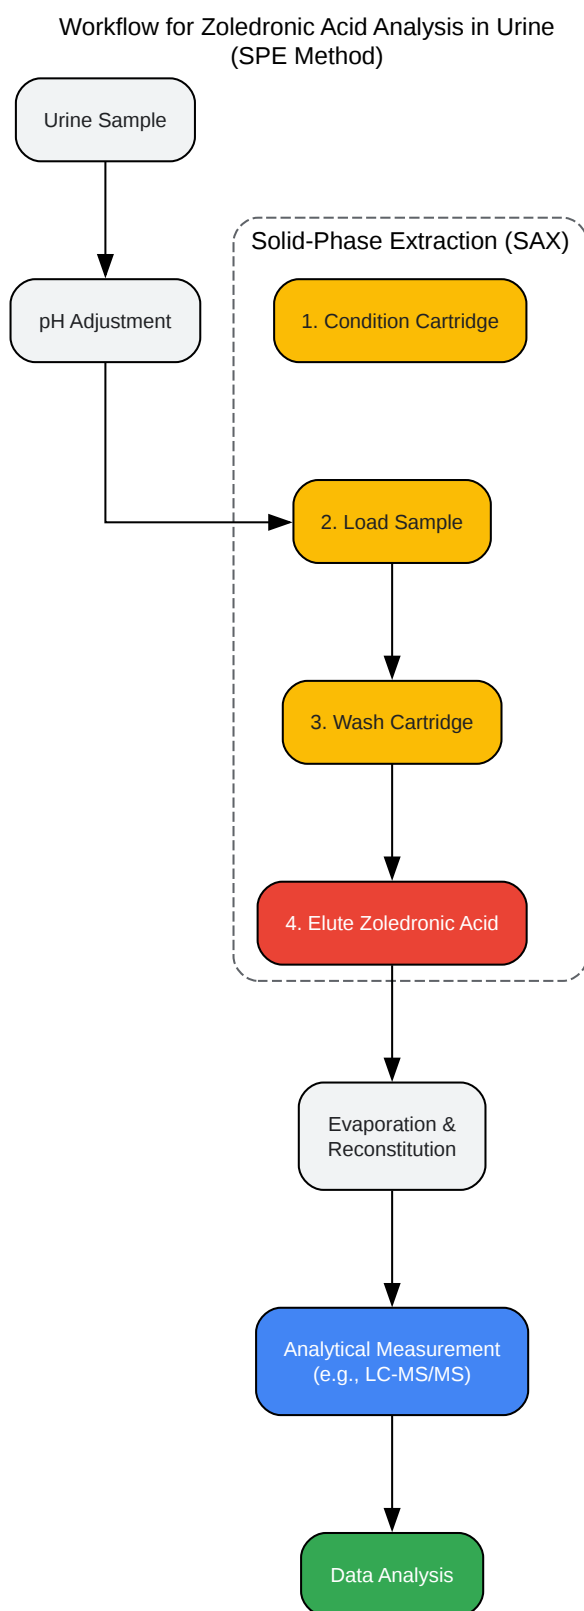 Workflow for Zoledronic Acid Analysis in Urine
(SPE Method)
Urine Sample
Solid-Phase Extraction (SAX)
pH Adjustment
1. Condition Cartridge
2. Load Sample
3. Wash Cartridge
4. Elute Zoledronic Acid
Evaporation &
Reconstitution
Analytical Measurement
(e.g., LC-MS/MS)
Data Analysis